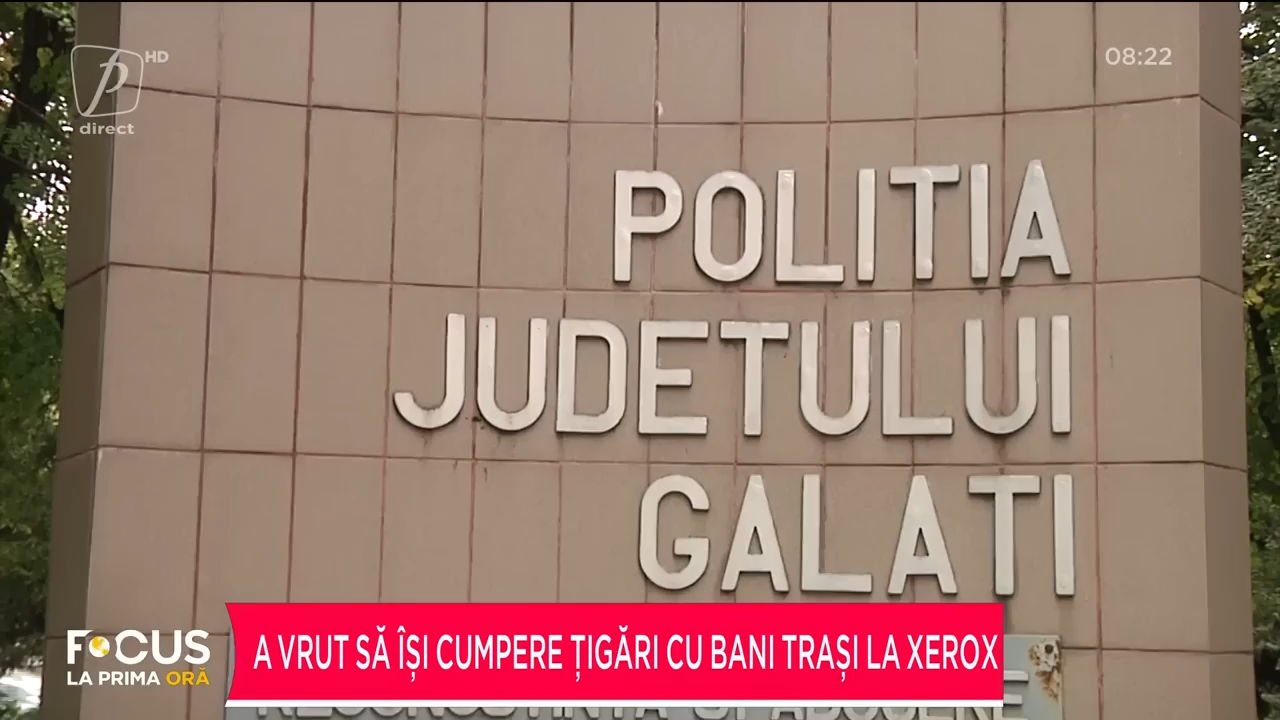 HD
direct
08:22
POLITIA
JUDETULUI
GALATI
FOCUS
LA PRIMA ORĂ
A VRUT SĂ ÎȘI CUMPERE ȚIGĂRI CU BANI TRAȘI LA XEROX